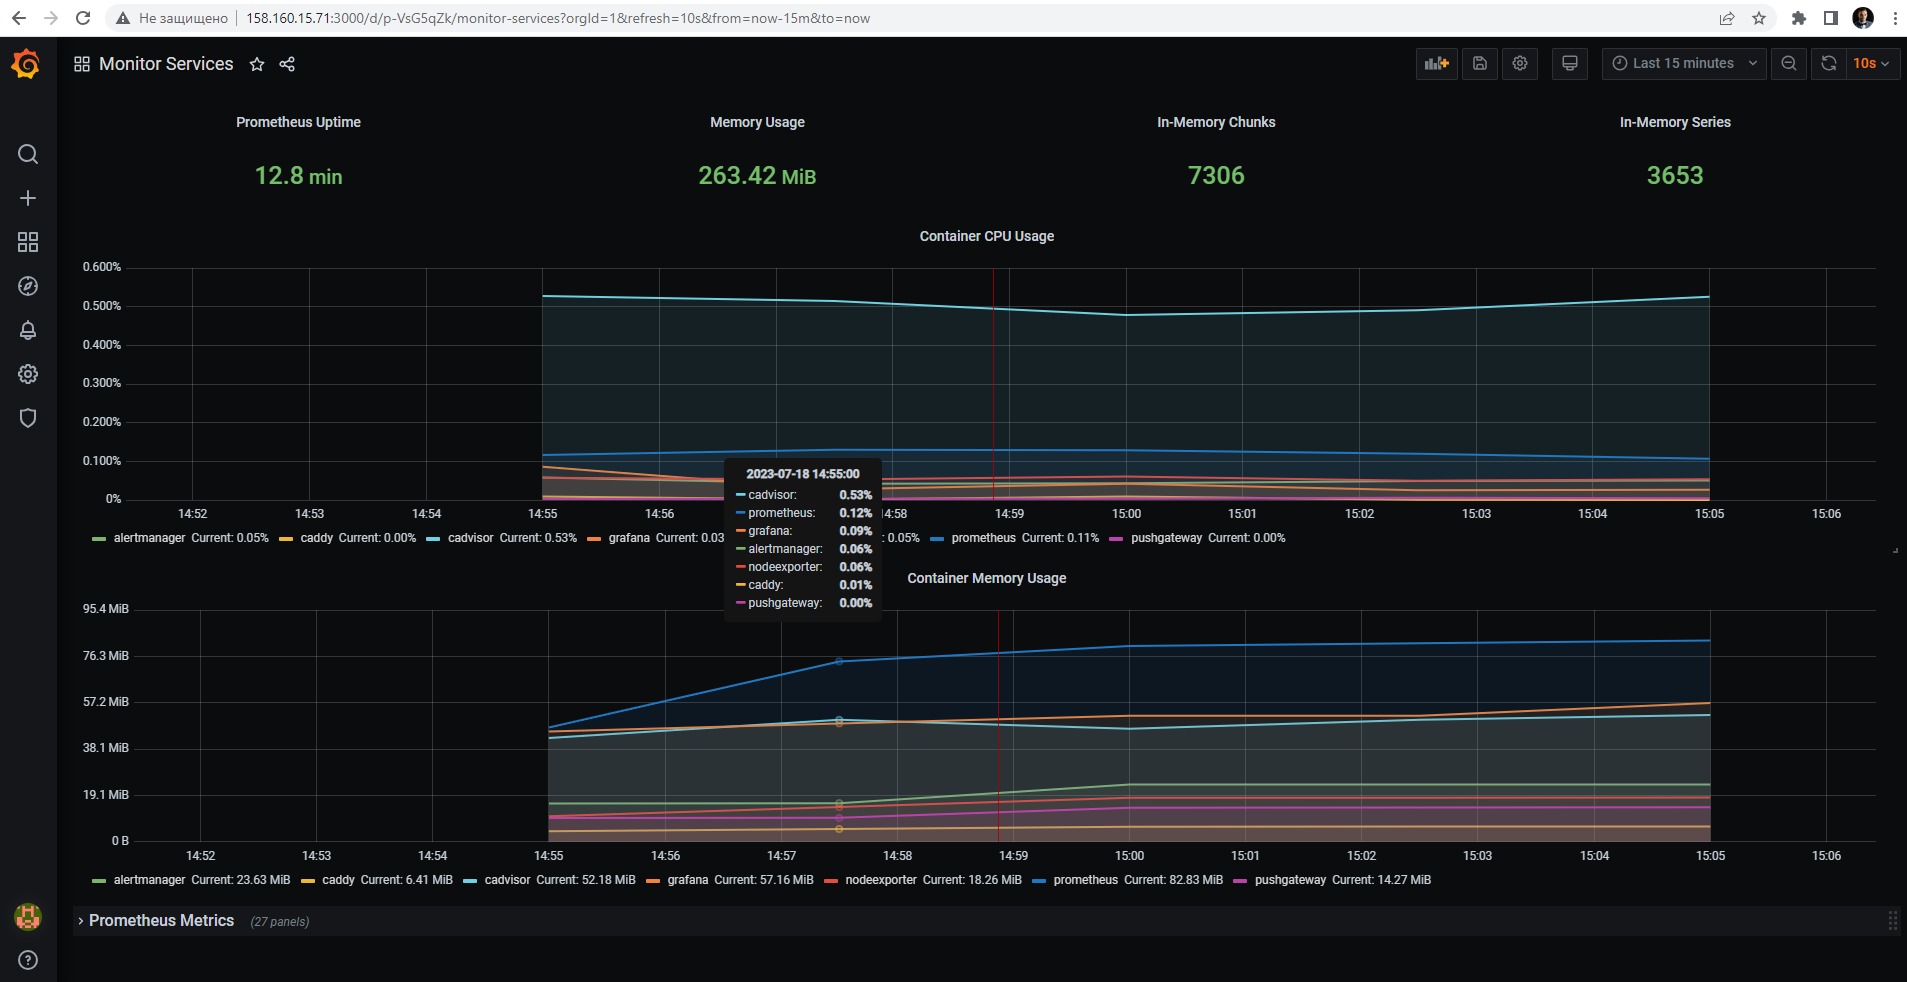 Не защищено 158.160.15.71:3000/d/p-VsG5qZk/monitor-services?orgId=1&refresh=10s&from=now-15m&to=now
Monitor Services
Last 15 minutes
10s
Prometheus Uptime
12.8 min
Memory Usage
263.42 MiB
In-Memory Chunks
7306
In-Memory Series
3653
Container CPU Usage
0.600%
0.500%
0.400%
0.300%
0.200%
0.100%
0%
14:52 14:53 14:54 14:55 14:56 14:58 14:59 15:00 15:01 15:02 15:03 15:04 15:05 15:06
alertmanager Current: 0.05% caddy Current: 0.00% cadvisor Current: 0.53% grafana Current: 0.03 0.05% prometheus Current: 0.11% pushgateway Current: 0.00%
2023-07-18 14:55:00
cadvisor: 0.53%
prometheus: 0.12%
grafana: 0.09%
alertmanager: 0.06%
nodeexporter: 0.06%
caddy: 0.01%
pushgateway: 0.00%
Container Memory Usage
95.4 MiB
76.3 MiB
57.2 MiB
38.1 MiB
19.1 MiB
0 B
14:52 14:53 14:54 14:55 14:56 14:57 14:58 14:59 15:00 15:01 15:02 15:03 15:04 15:05 15:06
alertmanager Current: 23.63 MiB caddy Current: 6.41 MiB cadvisor Current: 52.18 MiB grafana Current: 57.16 MiB nodeexporter Current: 18.26 MiB prometheus Current: 82.83 MiB pushgateway Current: 14.27 MiB
Prometheus Metrics (27 panels)